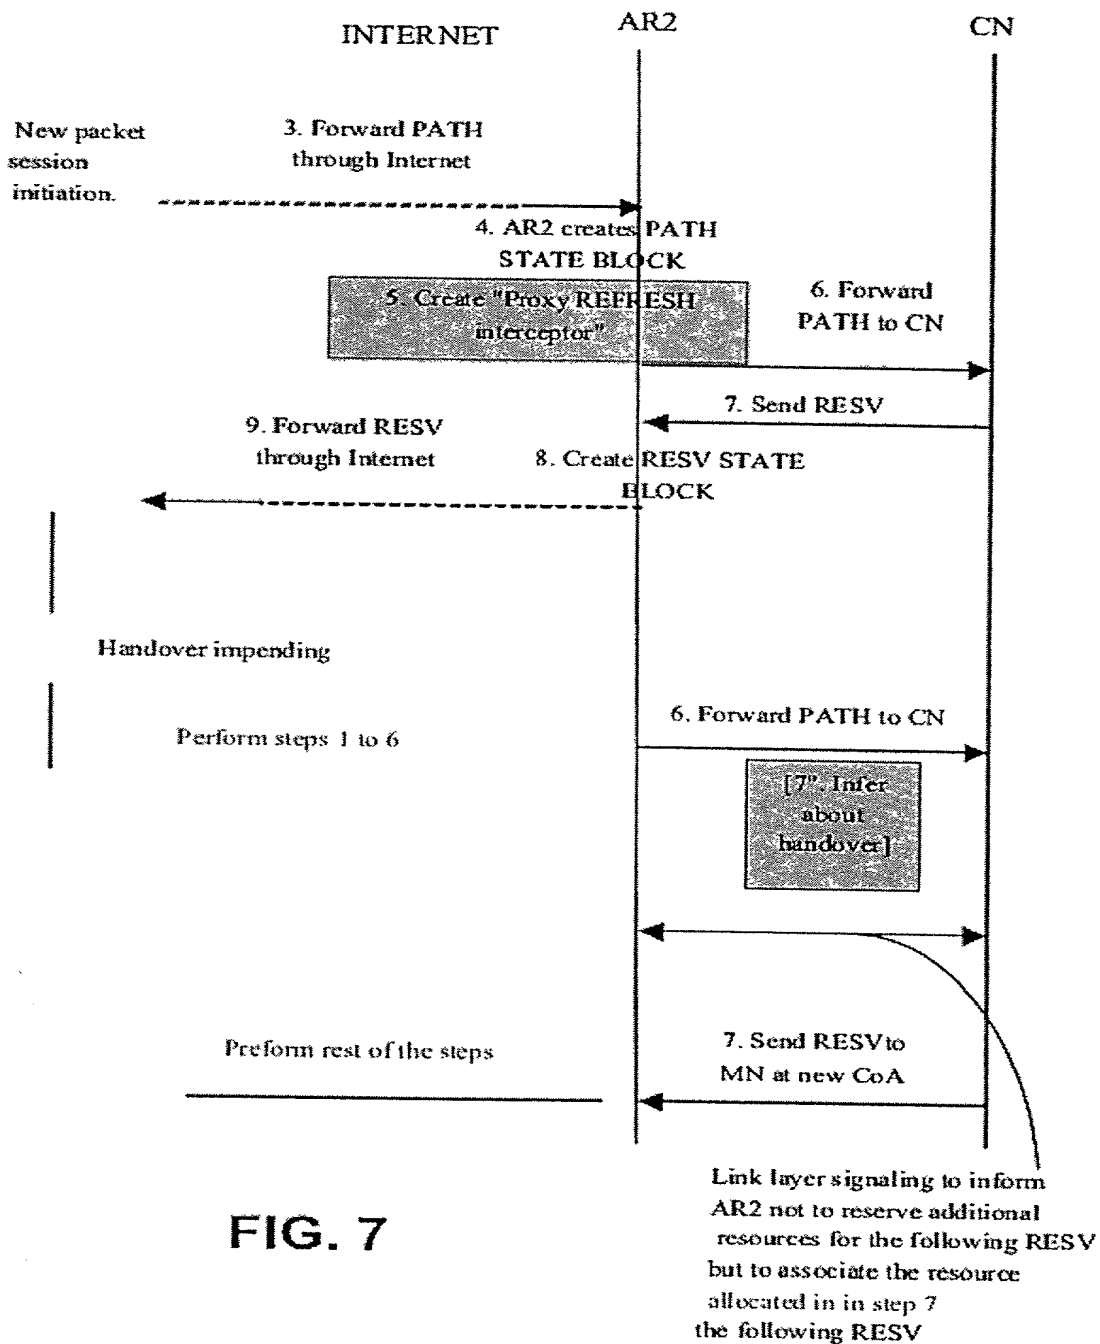 INTERNET
AR2
CN
New packet
session
initiation.
3. Forward PATH
through Internet
4. AR2 creates PATH
STATE BLOCK
5. Create "Proxy REFRESH
interceptor"
6. Forward
PATH to CN
7. Send RESV
9. Forward RESV
through Internet
8. Create RESV STATE
BLOCK
Handover impending
6. Forward PATH to CN
Perform steps 1 to 6
[7". Infer
about
handover]
Preform rest of the steps
7. Send RESV to
MN at new CoA
Link layer signaling to inform
AR2 not to reserve additional
resources for the following RESV
but to associate the resource
allocated in in step 7
the following RESV
FIG. 7